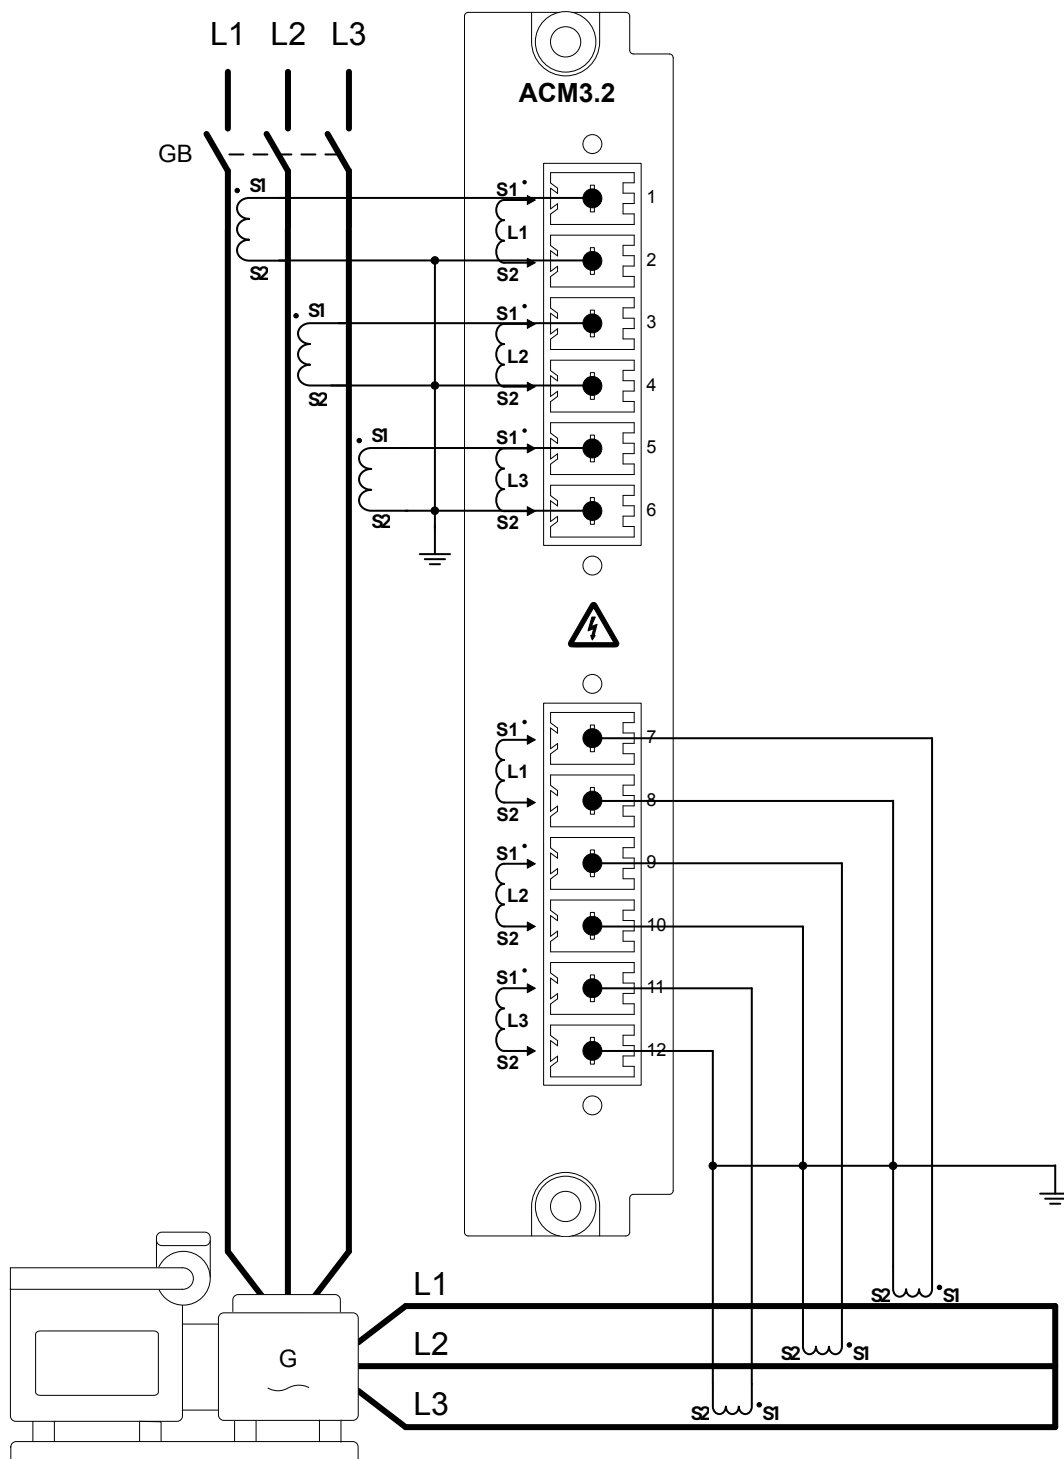 L1 L2 L3
ACM3.2
GB
S1 S1 1
L1
S2 S2 2
S1 S1 3
L2
S2 S2 4
S1 S1 5
L3
S2 S2 6
S1 7
L1
S2 8
S1 9
L2
S2 10
S1 11
L3
S2 12
L1 S2 S1
L2 S2 S1
G
L3 S2 S1